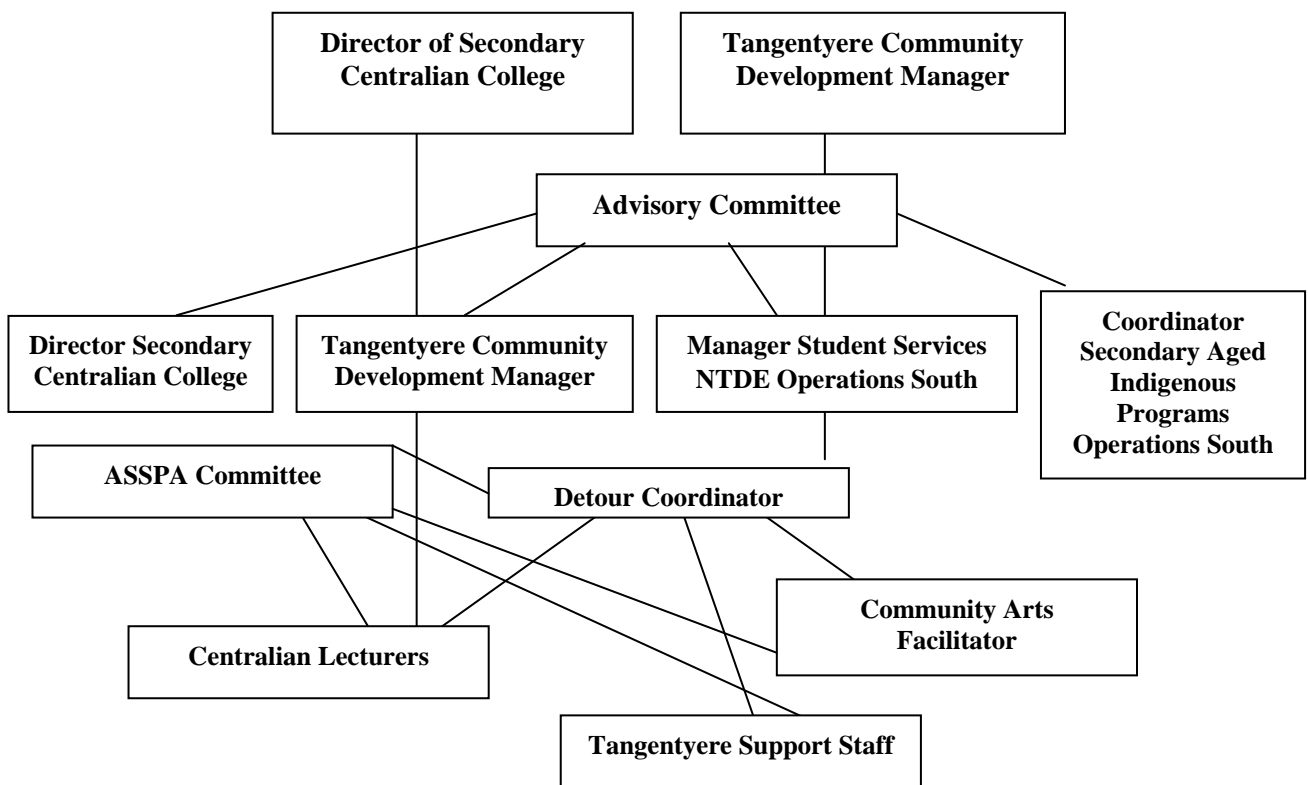 Director of Secondary
Centralian College
Tangentyere Community
Development Manager
Advisory Committee
Director Secondary
Centralian College
Tangentyere Community
Development Manager
Manager Student Services
NTDE Operations South
Coordinator
Secondary Aged
Indigenous
Programs
Operations South
ASSPA Committee
Detour Coordinator
Community Arts
Facilitator
Centralian Lecturers
Tangentyere Support Staff